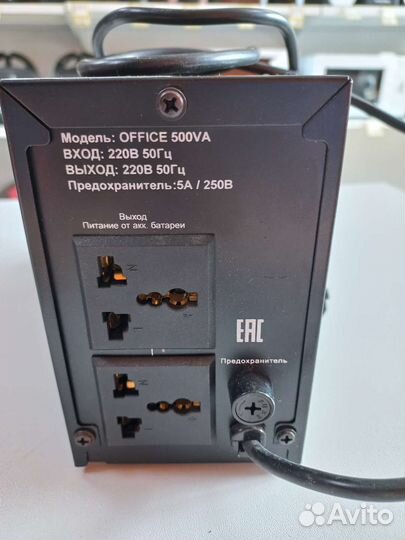 Модель: OFFICE 500VA
ВХОД: 220В 50Гц
ВЫХОД: 220В 50Гц
Предохранитель:5А / 250В
Выход
Питание от акк. батареи
N
L
EAC
Предохранитель
N
L
Avito